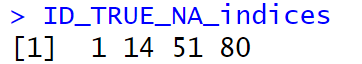 > ID_TRUE_NA_indices
[1]  1 14 51 80